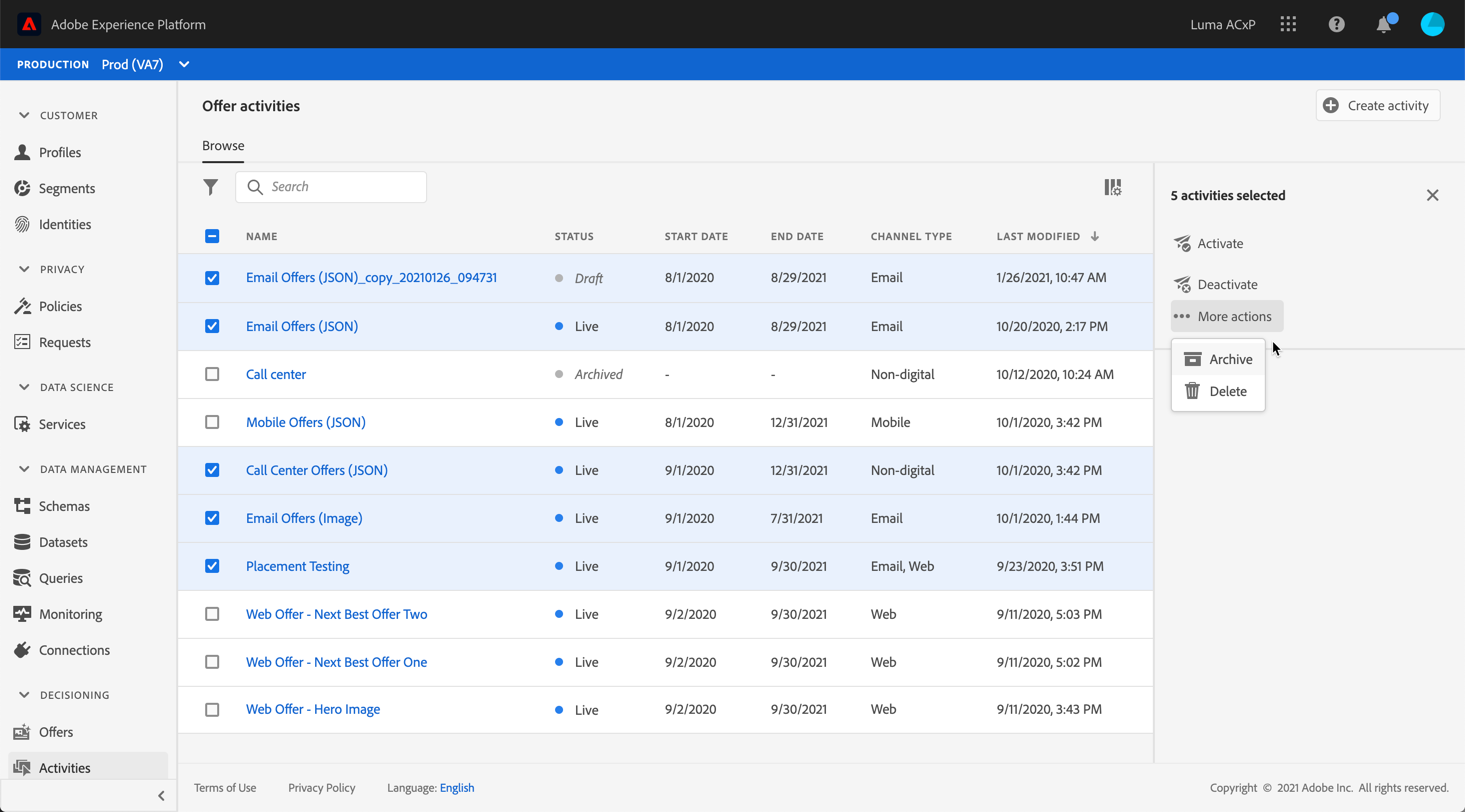 Adobe Experience Platform
Luma ACxP
PRODUCTION Prod (VA7)
CUSTOMER
Profiles
Segments
Identities
PRIVACY
Policies
Requests
DATA SCIENCE
Services
DATA MANAGEMENT
Schemas
Datasets
Queries
Monitoring
Connections
DECISIONING
Offers
Activities
Offer activities
Create activity
Browse
Search
NAME STATUS START DATE END DATE CHANNEL TYPE LAST MODIFIED
Email Offers (JSON)_copy_20210126_094731 Draft 8/1/2020 8/29/2021 Email 1/26/2021, 10:47 AM
Email Offers (JSON) Live 8/1/2020 8/29/2021 Email 10/20/2020, 2:17 PM
Call center Archived - - Non-digital 10/12/2020, 10:24 AM
Mobile Offers (JSON) Live 8/1/2020 12/31/2021 Mobile 10/1/2020, 3:42 PM
Call Center Offers (JSON) Live 9/1/2020 12/31/2021 Non-digital 10/1/2020, 3:42 PM
Email Offers (Image) Live 9/1/2020 7/31/2021 Email 10/1/2020, 1:44 PM
Placement Testing Live 9/1/2020 9/30/2021 Email, Web 9/23/2020, 3:51 PM
Web Offer - Next Best Offer Two Live 9/2/2020 9/30/2021 Web 9/11/2020, 5:03 PM
Web Offer - Next Best Offer One Live 9/2/2020 9/30/2021 Web 9/11/2020, 5:02 PM
Web Offer - Hero Image Live 9/2/2020 9/30/2021 Web 9/11/2020, 3:43 PM
5 activities selected
Activate
Deactivate
More actions
Archive
Delete
Terms of Use Privacy Policy Language: English
Copyright © 2021 Adobe Inc. All rights reserved.